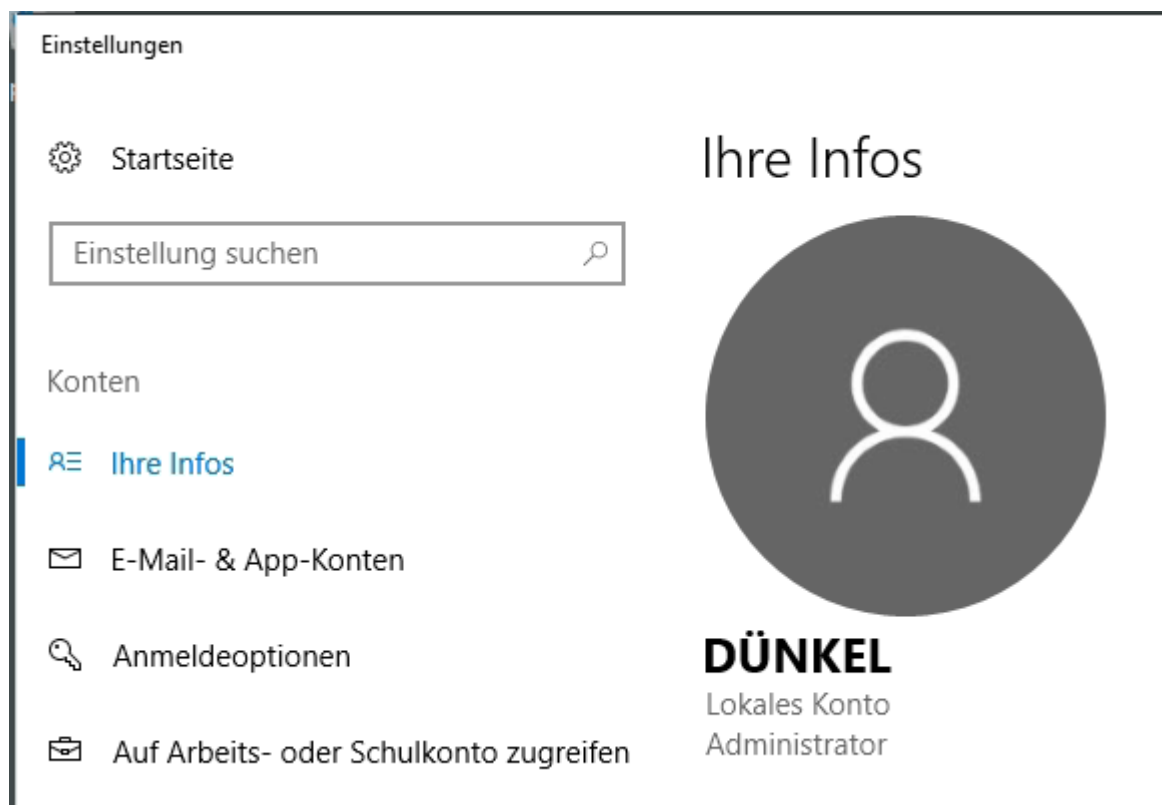 Einstellungen
Startseite
Einstellung suchen
Konten
Ihre Infos
E-Mail- & App-Konten
Anmeldeoptionen
Auf Arbeits- oder Schulkonto zugreifen
Ihre Infos
DÜNKEL
Lokales Konto
Administrator